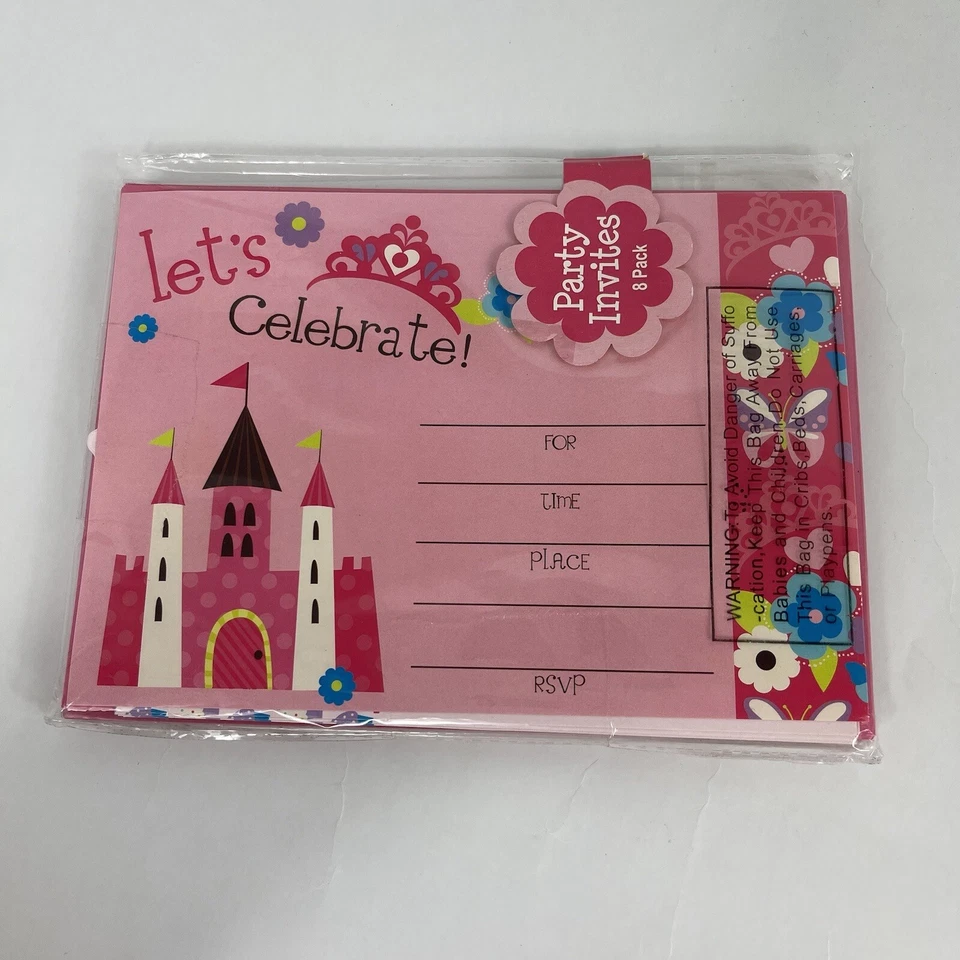 Let's
Celebrate!
Party
Invites
8 Pack
FOR
TIME
PLACE
RSVP
WARNING:To Avoid Danger of Suffo
-cation,Keep This Bag Away From
Babies and Children.Do Not Use
This Bag in Cribs,Beds,Carriages,
or Playpens.